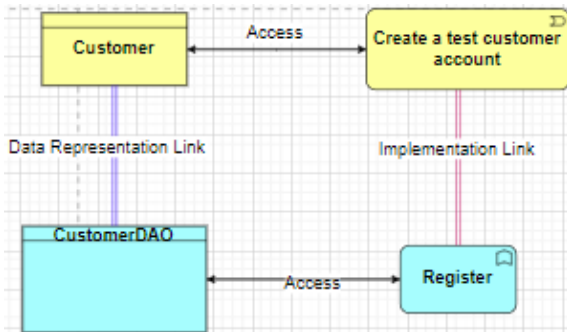 Customer
Access
Create a test customer
account
Data Representation Link
Implementation Link
CustomerDAO
Access
Register